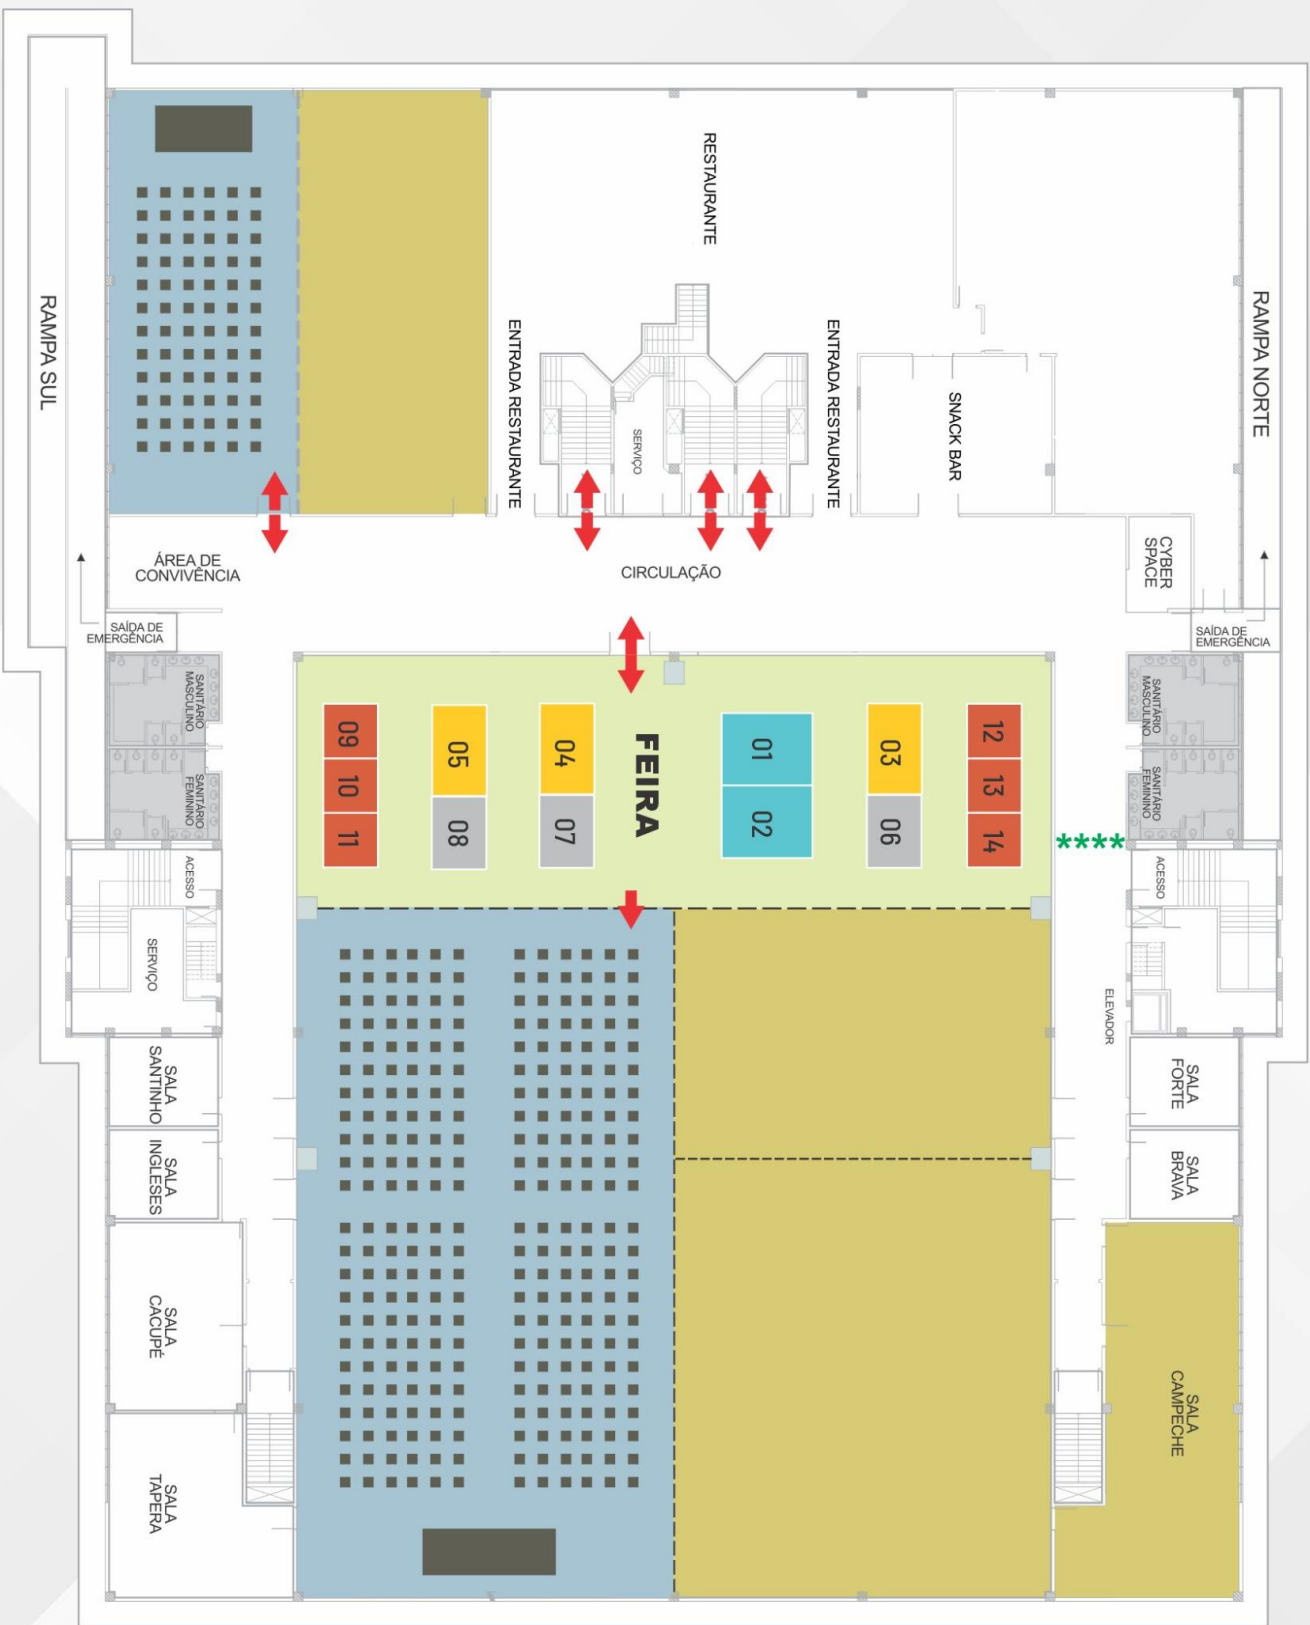 RESTAURANTE
RAMPA SUL
RAMPA NORTE
ENTRADA RESTAURANTE
SERVIÇO
ENTRADA RESTAURANTE
SNACK BAR
ÁREA DE
CONVIVÊNCIA
CIRCULAÇÃO
CYBER
SPACE
SAÍDA DE
EMERGÊNCIA
SAÍDA DE
EMERGÊNCIA
SANITÁRIO
MASCULINO
SANITÁRIO
FEMININO
09
10
11
05
08
04
07
FEIRA
01
02
03
06
12
13
14
SANITÁRIO
MASCULINO
SANITÁRIO
FEMININO
****
ACESSO
SERVIÇO
ACESSO
ELEVADOR
SALA
SANTINHO
SALA
INGLESES
SALA
CACUPÉ
SALA
TAPERA
SALA
FORTE
SALA
BRAVA
SALA
CAMPECHE